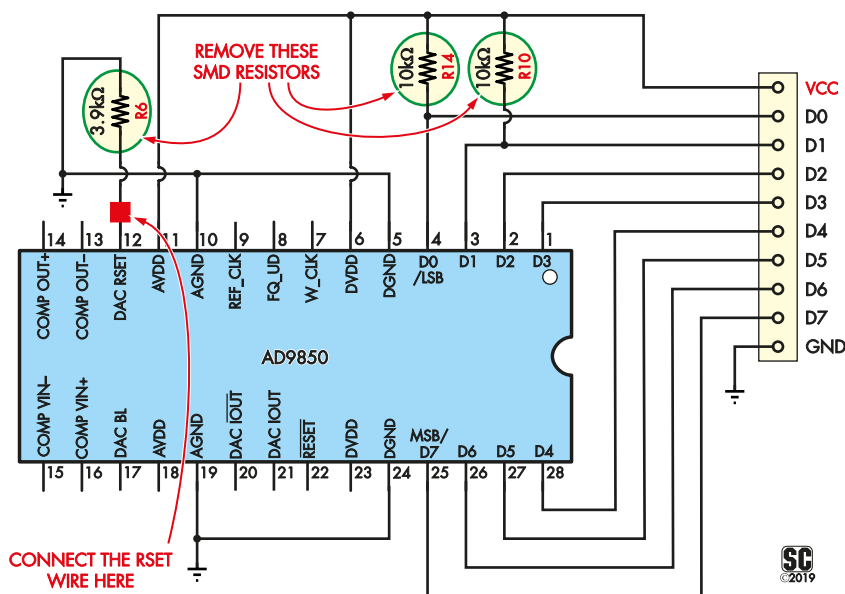 REMOVE THESE
SMD RESISTORS
3.9kΩ
R6
10kΩ
R14
10kΩ
R10
VCC
D0
D1
D2
D3
D4
D5
D6
D7
GND
14
13
12
11
10
9
8
7
6
5
4
3
2
1
COMP OUT+
COMP OUT–
DAC RSET
AVDD
AGND
REF_CLK
FQ_UD
W_CLK
DVDD
DGND
D0
/LSB
D1
D2
D3
AD9850
COMP VIN–
COMP VIN+
DAC BL
AVDD
AGND
DAC IOUT
DAC IOUT
RESET
DVDD
DGND
MSB/
D7
D6
D5
D4
15
16
17
18
19
20
21
22
23
24
25
26
27
28
CONNECT THE RSET
WIRE HERE
SC
©2019